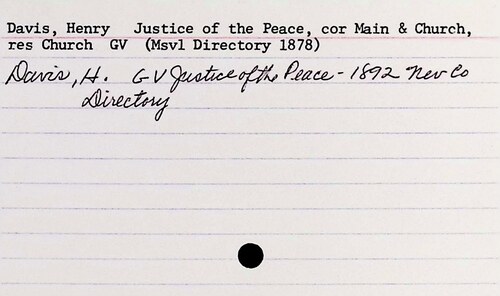 Davis, Henry   Justice of the Peace, cor Main & Church,
res Church  GV  (Msvl Directory 1878)
Davis, H.  GV Justice of the Peace - 1892 Nev Co
Directory